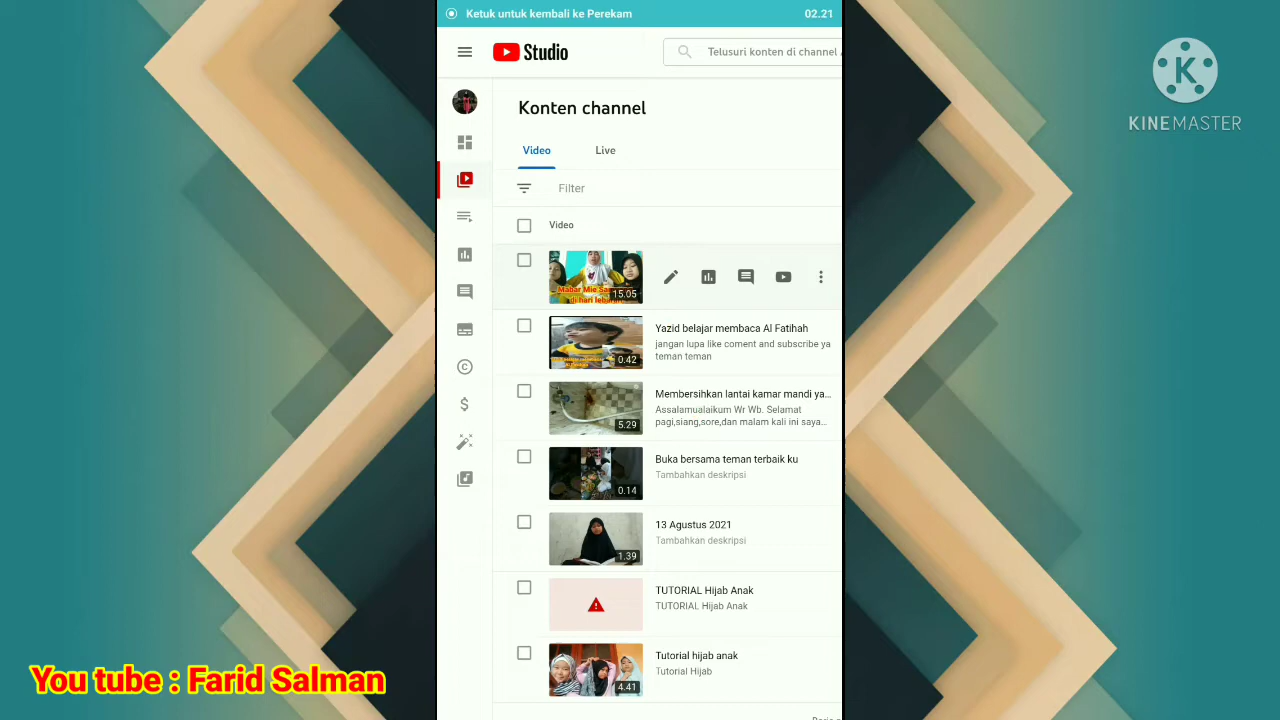 Ketuk untuk kembali ke Perekam 02.21
Studio
Telusuri konten di channel
KINEMASTER
Konten channel
Video Live
Filter
Video
Mabar Mie
di hari
15.05
Yazid belajar membaca Al Fatihah
jangan lupa like coment and subscribe ya
teman teman
0.42
Membersihkan lantai kamar mandi ya...
Assalamualaikum Wr Wb. Selamat
pagi,siang,sore,dan malam kali ini saya...
5.29
Buka bersama teman terbaik ku
Tambahkan deskripsi
0.14
13 Agustus 2021
Tambahkan deskripsi
1.39
TUTORIAL Hijab Anak
TUTORIAL Hijab Anak
Tutorial hijab anak
Tutorial Hijab
4.41
You tube : Farid Salman